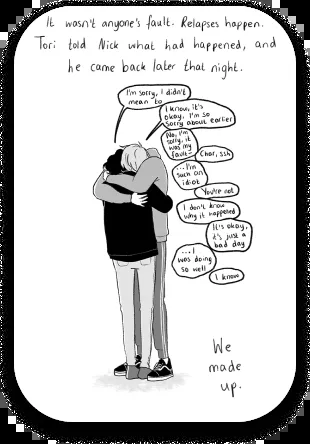 It wasn't anyone's fault. Relapses happen.
Tori told Nick what had happened, and
he came back later that night.
I'm sorry, I didn't
mean to
I know, it's
okay. I'm so
sorry about earlier
No, I'm
sorry, it
was my
fault-
Char, ssh
...I'm
such an
idiot
You're not
I don't know
why it happened
It's okay,
it's just a
bad day
...I
was doing
so well
I know
We
made
up.